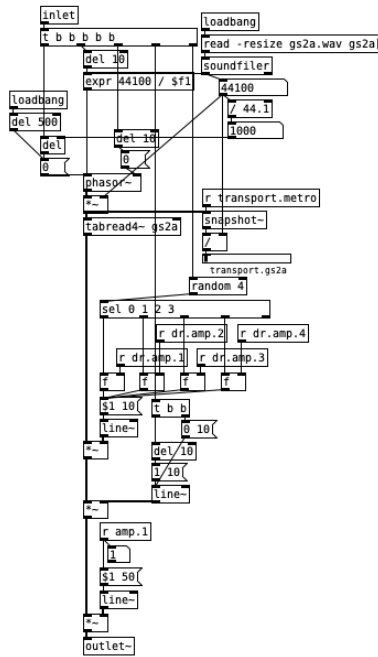 inlet
loadbang
t b b b b b
read -resize gs2a.wav gs2a
del 10
soundfiler
expr 44100 / $f1
44100
loadbang
/ 44.1
del 500
1000
del
del 10
0
0
phasor~
r transport.metro
*~
snapshot~
tabread4~ gs2a
/
transport.gs2a
random 4
sel 0 1 2 3
r dr.amp.2
r dr.amp.4
r dr.amp.1
r dr.amp.3
f
f
f
f
$1 10
t b b
line~
0 10
*~
del 10
1 10
line~
*~
r amp.1
1
$1 50
line~
*~
outlet~